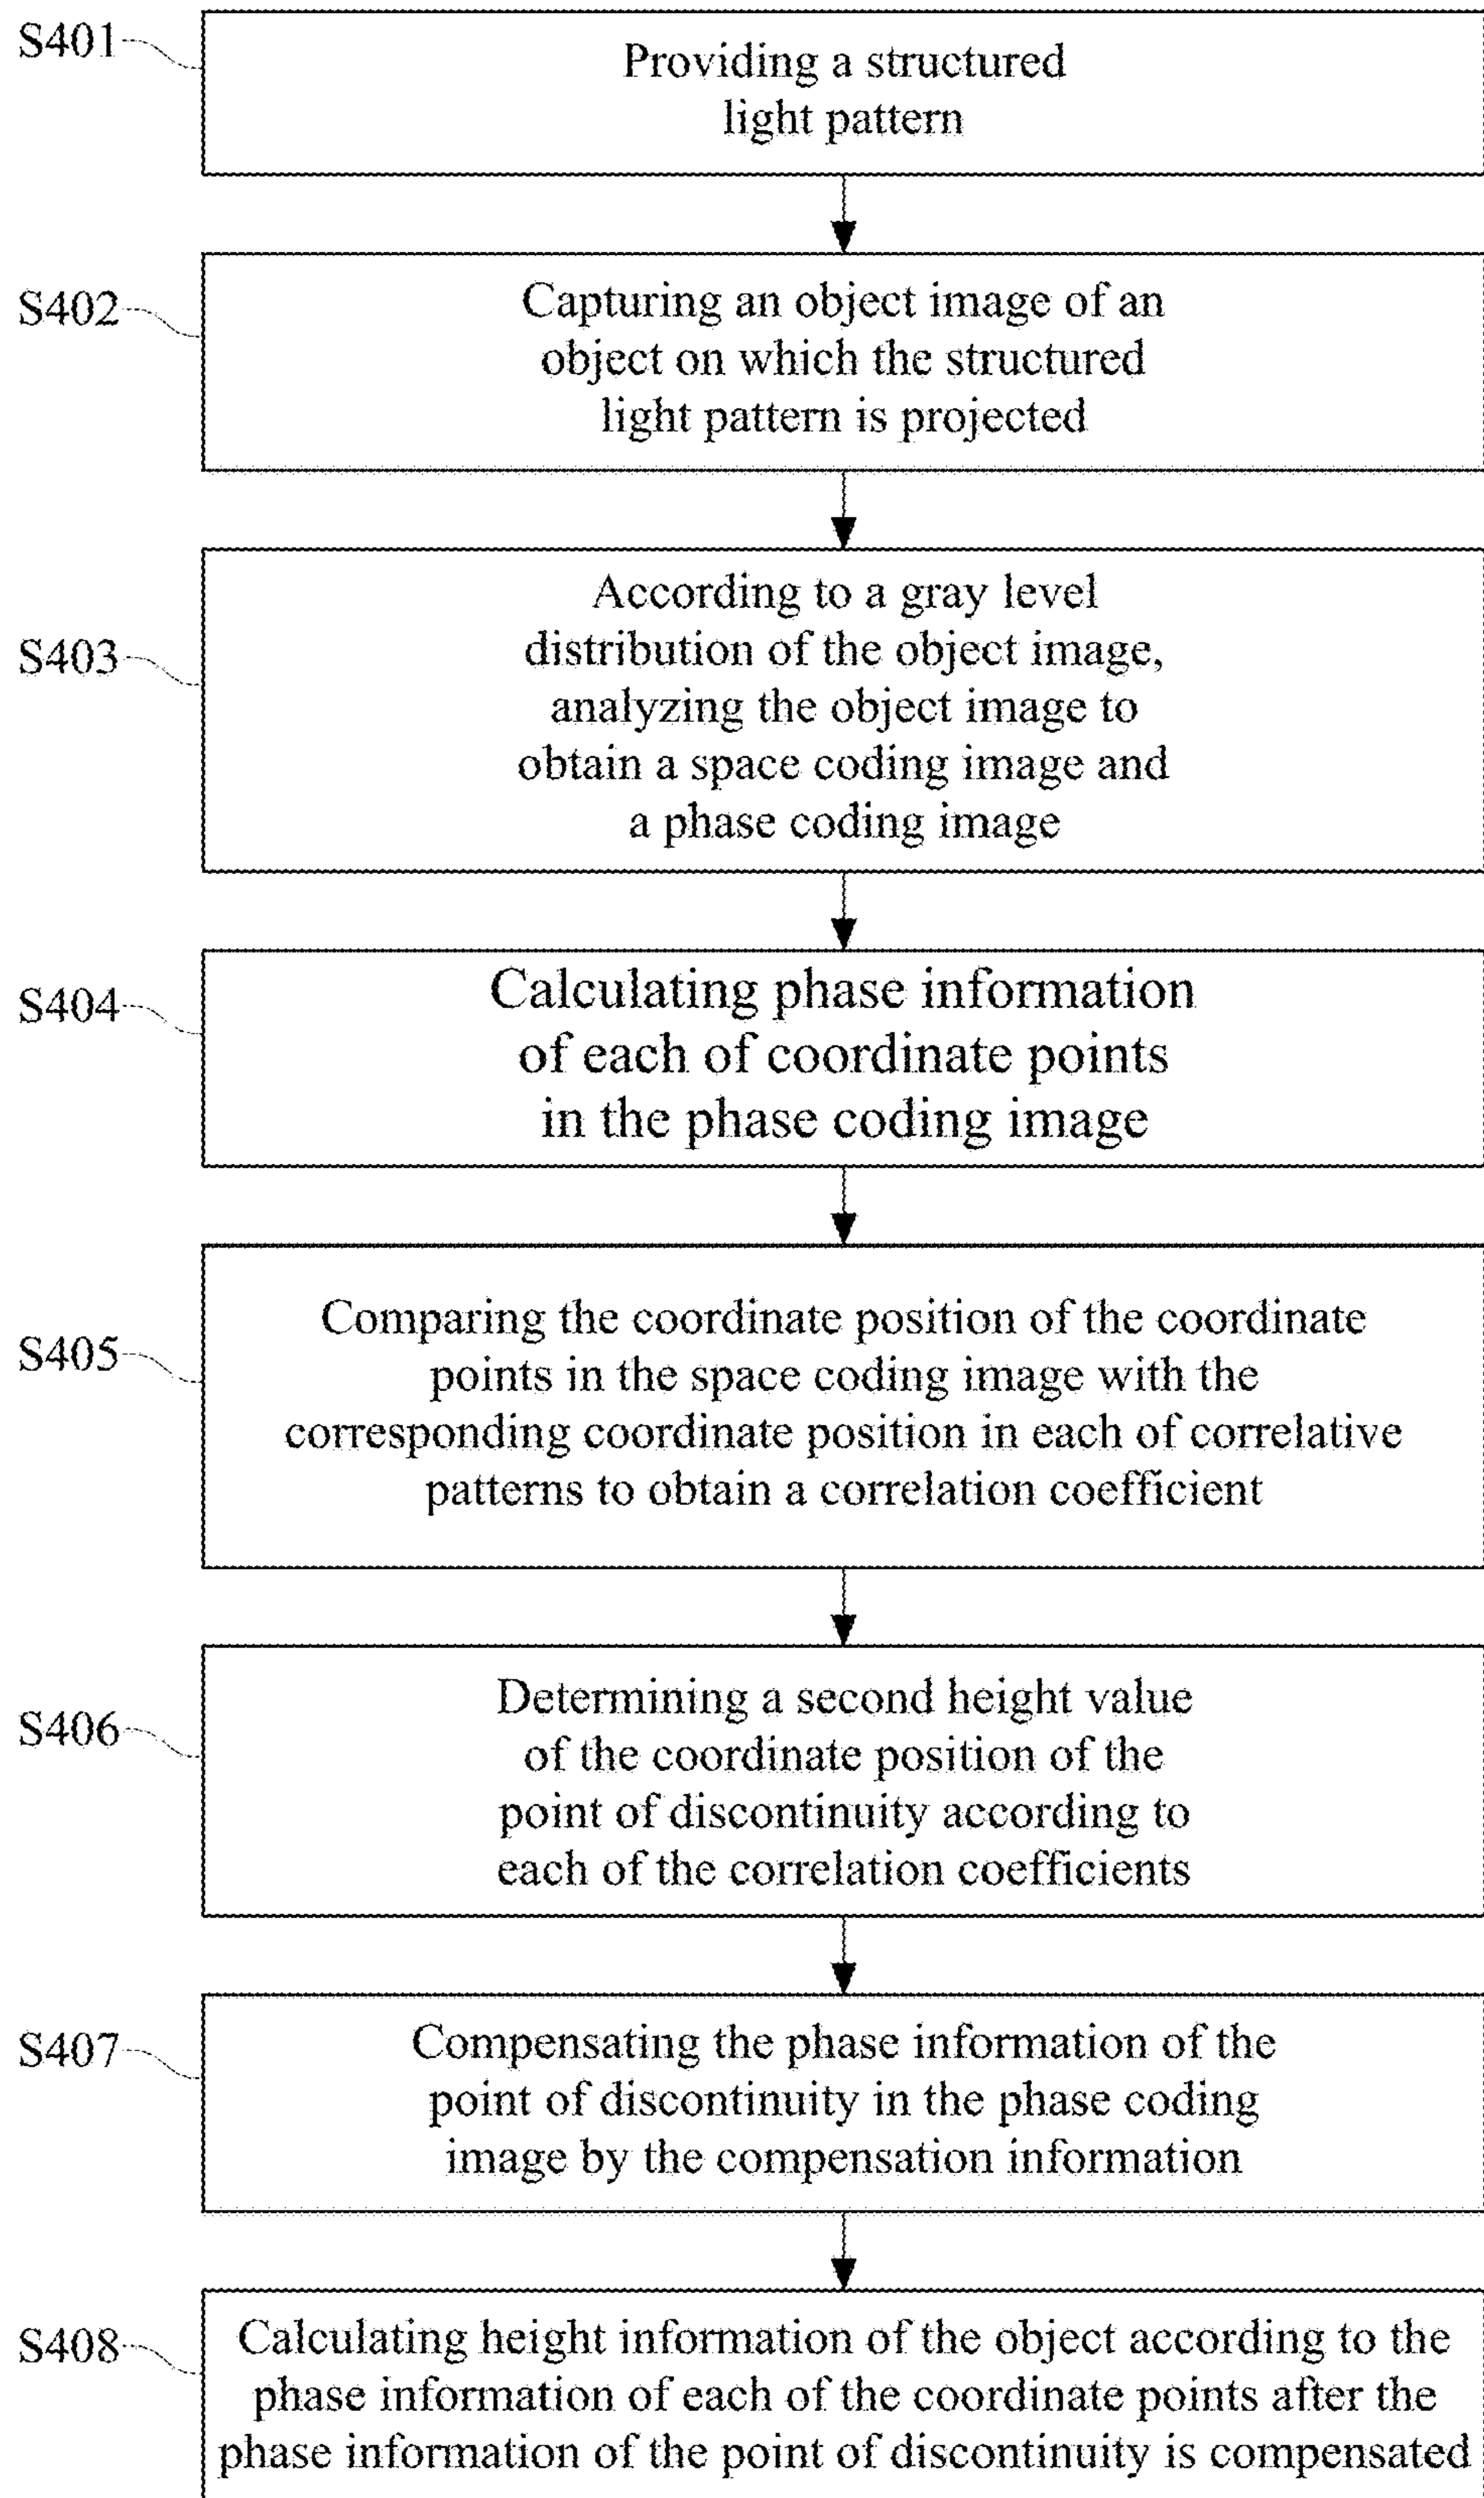 S401
Providing a structured
light pattern
S402
Capturing an object image of an
object on which the structured
light pattern is projected
S403
According to a gray level
distribution of the object image,
analyzing the object image to
obtain a space coding image and
a phase coding image
S404
Calculating phase information
of each of coordinate points
in the phase coding image
S405
Comparing the coordinate position of the coordinate
points in the space coding image with the
corresponding coordinate position in each of correlative
patterns to obtain a correlation coefficient
S406
Determining a second height value
of the coordinate position of the
point of discontinuity according to
each of the correlation coefficients
S407
Compensating the phase information of the
point of discontinuity in the phase coding
image by the compensation information
S408
Calculating height information of the object according to the
phase information of each of the coordinate points after the
phase information of the point of discontinuity is compensated